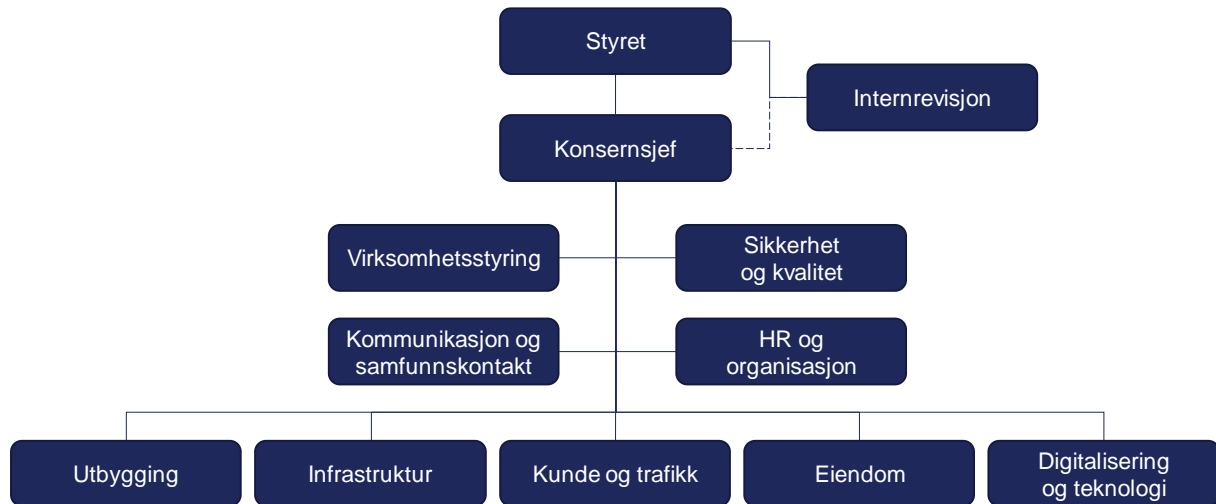 Styret
Internrevisjon
Konsernsjef
Virksomhetsstyring
Sikkerhet
og kvalitet
Kommunikasjon og
samfunnskontakt
HR og
organisasjon
Utbygging
Infrastruktur
Kunde og trafikk
Eiendom
Digitalisering
og teknologi